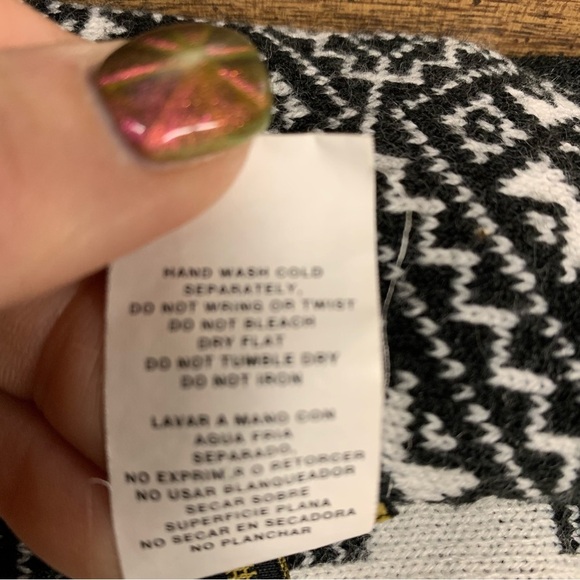 HAND WASH COLD
SEPARATELY,
DO NOT WRING OR TWIST
DO NOT BLEACH
DRY FLAT
DO NOT TUMBLE DRY
DO NOT IRON
LAVAR A MANO CON
AGUA FRIA
SEPARADO,
NO EXPRIMIR O RETORCER
NO USAR BLANQUEADOR
SECAR SOBRE
SUPERFICIE PLANA
NO SECAR EN SECADORA
NO PLANCHAR